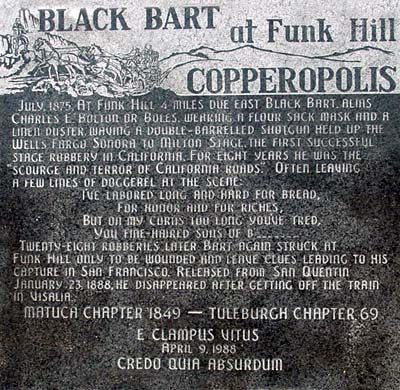 BLACK BART at Funk Hill
COPPEROPOLIS
JULY, 1875, AT FUNK HILL 4 MILES DUE EAST BLACK BART, ALIAS
CHARLES E. BOLTON OR BOLES, WEARING A FLOUR SACK MASK AND A
LINEN DUSTER, WAVING A DOUBLE-BARRELLED SHOTGUN HELD UP THE
WELLS FARGO SONORA TO MILTON STAGE, THE FIRST SUCCESSFUL
STAGE ROBBERY IN CALIFORNIA. FOR EIGHT YEARS HE WAS THE
"SCOURGE AND TERROR OF CALIFORNIA ROADS." OFTEN LEAVING
A FEW LINES OF DOGGEREL AT THE SCENE:
I'VE LABORED LONG AND HARD FOR BREAD,
FOR HONOR AND FOR RICHES,
BUT ON MY CORNS TOO LONG YOU'VE TRED,
YOU FINE-HAIRED SONS OF B--------
TWENTY-EIGHT ROBBERIES LATER BART AGAIN STRUCK AT
FUNK HILL ONLY TO BE WOUNDED AND LEAVE CLUES LEADING TO HIS
CAPTURE IN SAN FRANCISCO. RELEASED FROM SAN QUENTIN
JANUARY 23, 1888, HE DISAPPEARED AFTER GETTING OFF THE TRAIN
IN VISALIA.
MATUCA CHAPTER 1849 — TULEBURGH CHAPTER 69
E CLAMPUS VITUS
APRIL 9, 1988
CREDO QUIA ABSURDUM